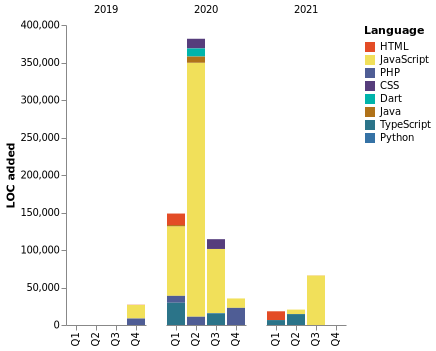 2019 2020 2021
400,000
350,000
300,000
250,000
200,000
150,000
100,000
50,000
0
LOC added
Q1 Q2 Q3 Q4 Q1 Q2 Q3 Q4 Q1 Q2 Q3 Q4
Language
HTML
JavaScript
PHP
CSS
Dart
Java
TypeScript
Python